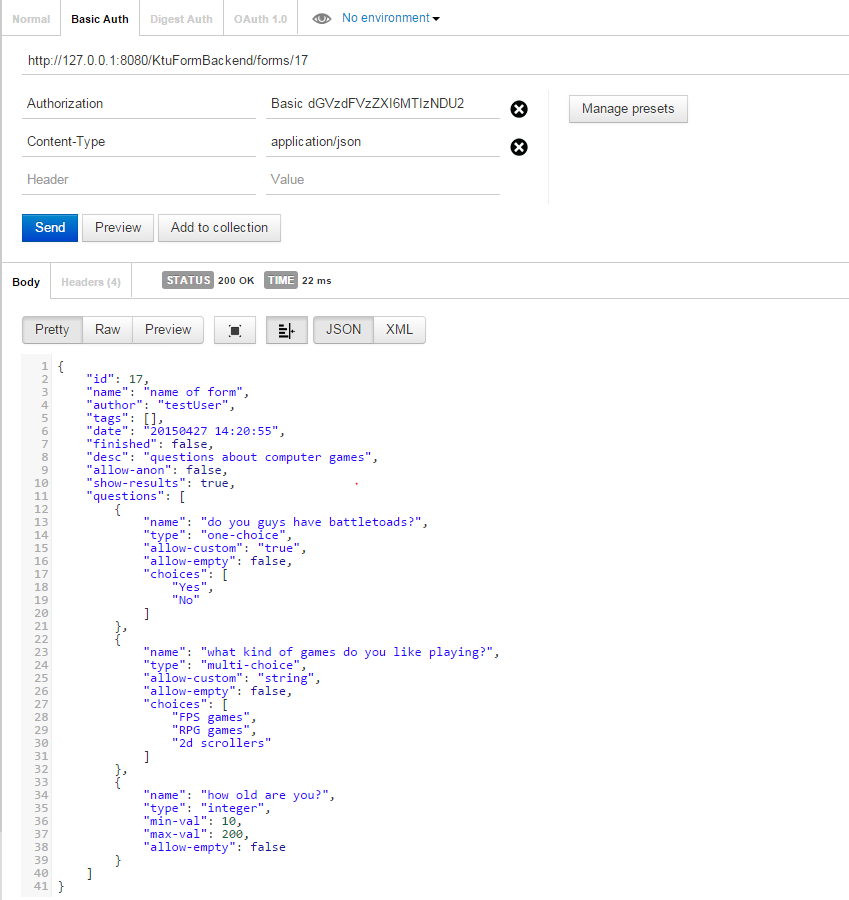 Normal Basic Auth Digest Auth OAuth 1.0 No environment
http://127.0.0.1:8080/KtuFormBackend/forms/17
Authorization Basic dGVzdFVzZXI6MTIzNDU2 Manage presets
Content-Type application/json
Header Value
Send Preview Add to collection
Body Headers (4) STATUS 200 OK TIME 22 ms
Pretty Raw Preview JSON XML
1 {
2 "id": 17,
3 "name": "name of form",
4 "author": "testUser",
5 "tags": [],
6 "date": "20150427 14:20:55",
7 "finished": false,
8 "desc": "questions about computer games",
9 "allow-anon": false,
10 "show-results": true,
11 "questions": [
12 {
13 "name": "do you guys have battletoads?",
14 "type": "one-choice",
15 "allow-custom": "true",
16 "allow-empty": false,
17 "choices": [
18 "Yes",
19 "No"
20 ]
21 },
22 {
23 "name": "what kind of games do you like playing?",
24 "type": "multi-choice",
25 "allow-custom": "string",
26 "allow-empty": false,
27 "choices": [
28 "FPS games",
29 "RPG games",
30 "2d scrollers"
31 ]
32 },
33 {
34 "name": "how old are you?",
35 "type": "integer",
36 "min-val": 10,
37 "max-val": 200,
38 "allow-empty": false
39 }
40 ]
41 }